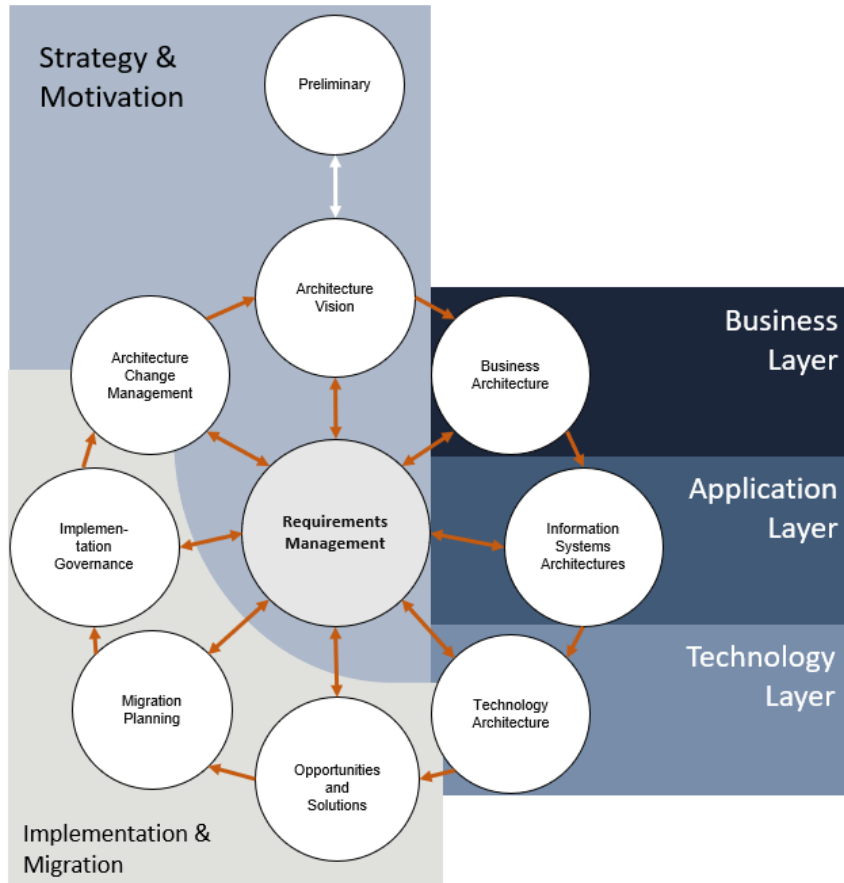 Strategy &
Motivation
Preliminary
Architecture
Vision
Business
Layer
Architecture
Change
Management
Business
Architecture
Application
Layer
Requirements
Management
Implemen-
tation
Governance
Information
Systems
Architectures
Technology
Layer
Migration
Planning
Technology
Architecture
Opportunities
and
Solutions
Implementation &
Migration